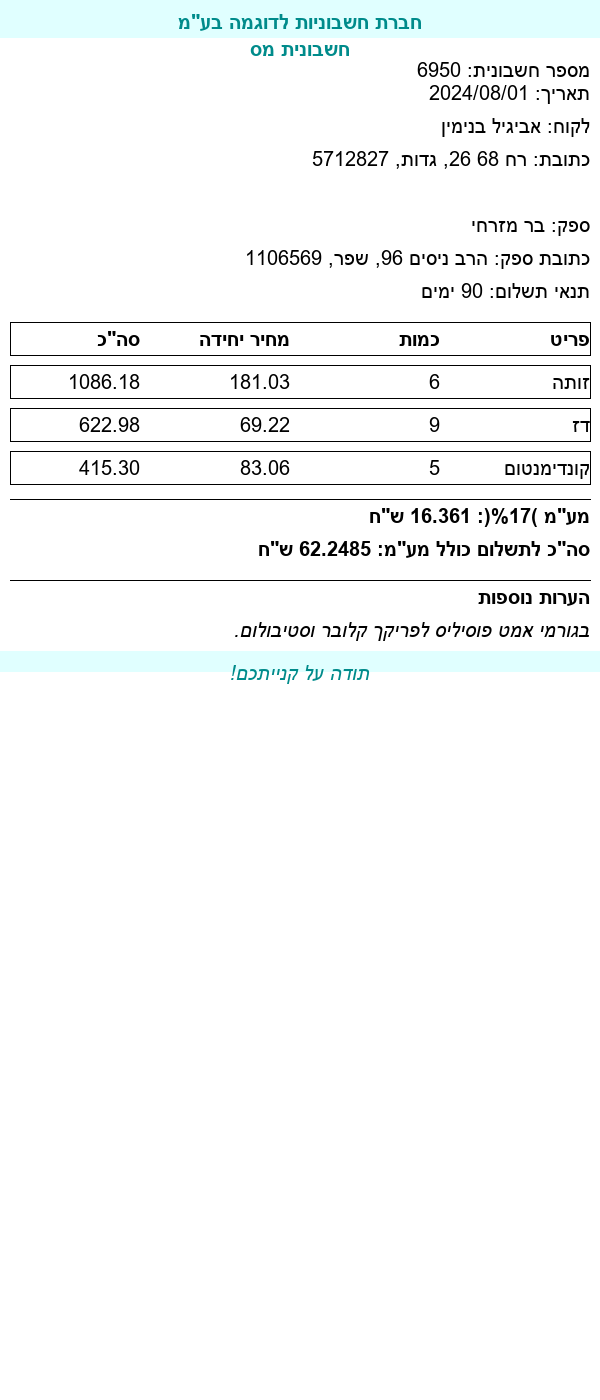 חברת חשבוניות לדוגמה בע"מ
חשבונית מס
מספר חשבונית: 6950
תאריך: 2024/08/01
לקוח: אביגיל בנימין
כתובת: רח 68 26, גדות, 5712827
ספק: בר מזרחי
כתובת ספק: הרב ניסים 96, שפר, 1106569
תנאי תשלום: 90 ימים
פריט כמות מחיר יחידה סה"כ
זותה 6 181.03 1086.18
דז 9 69.22 622.98
קונדימנטום 5 83.06 415.30
מע"מ )17%(: 16.361 ש"ח
סה"כ לתשלום כולל מע"מ: 62.2485 ש"ח
הערות נוספות
בגורמי אמט פוסיליס לפריקך קלובר וסטיבולום.
תודה על קנייתכם!